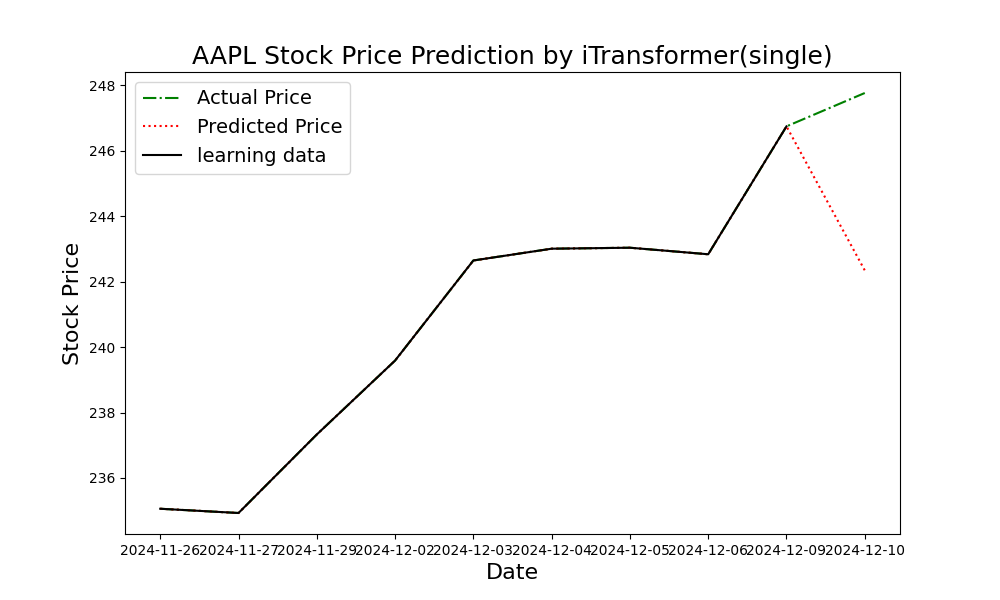 AAPL Stock Price Prediction by iTransformer(single)
Actual Price
Predicted Price
learning data
Stock Price
248
246
244
242
240
238
236
2024-11-26 2024-11-27 2024-11-29 2024-12-02 2024-12-03 2024-12-04 2024-12-05 2024-12-06 2024-12-09 2024-12-10
Date